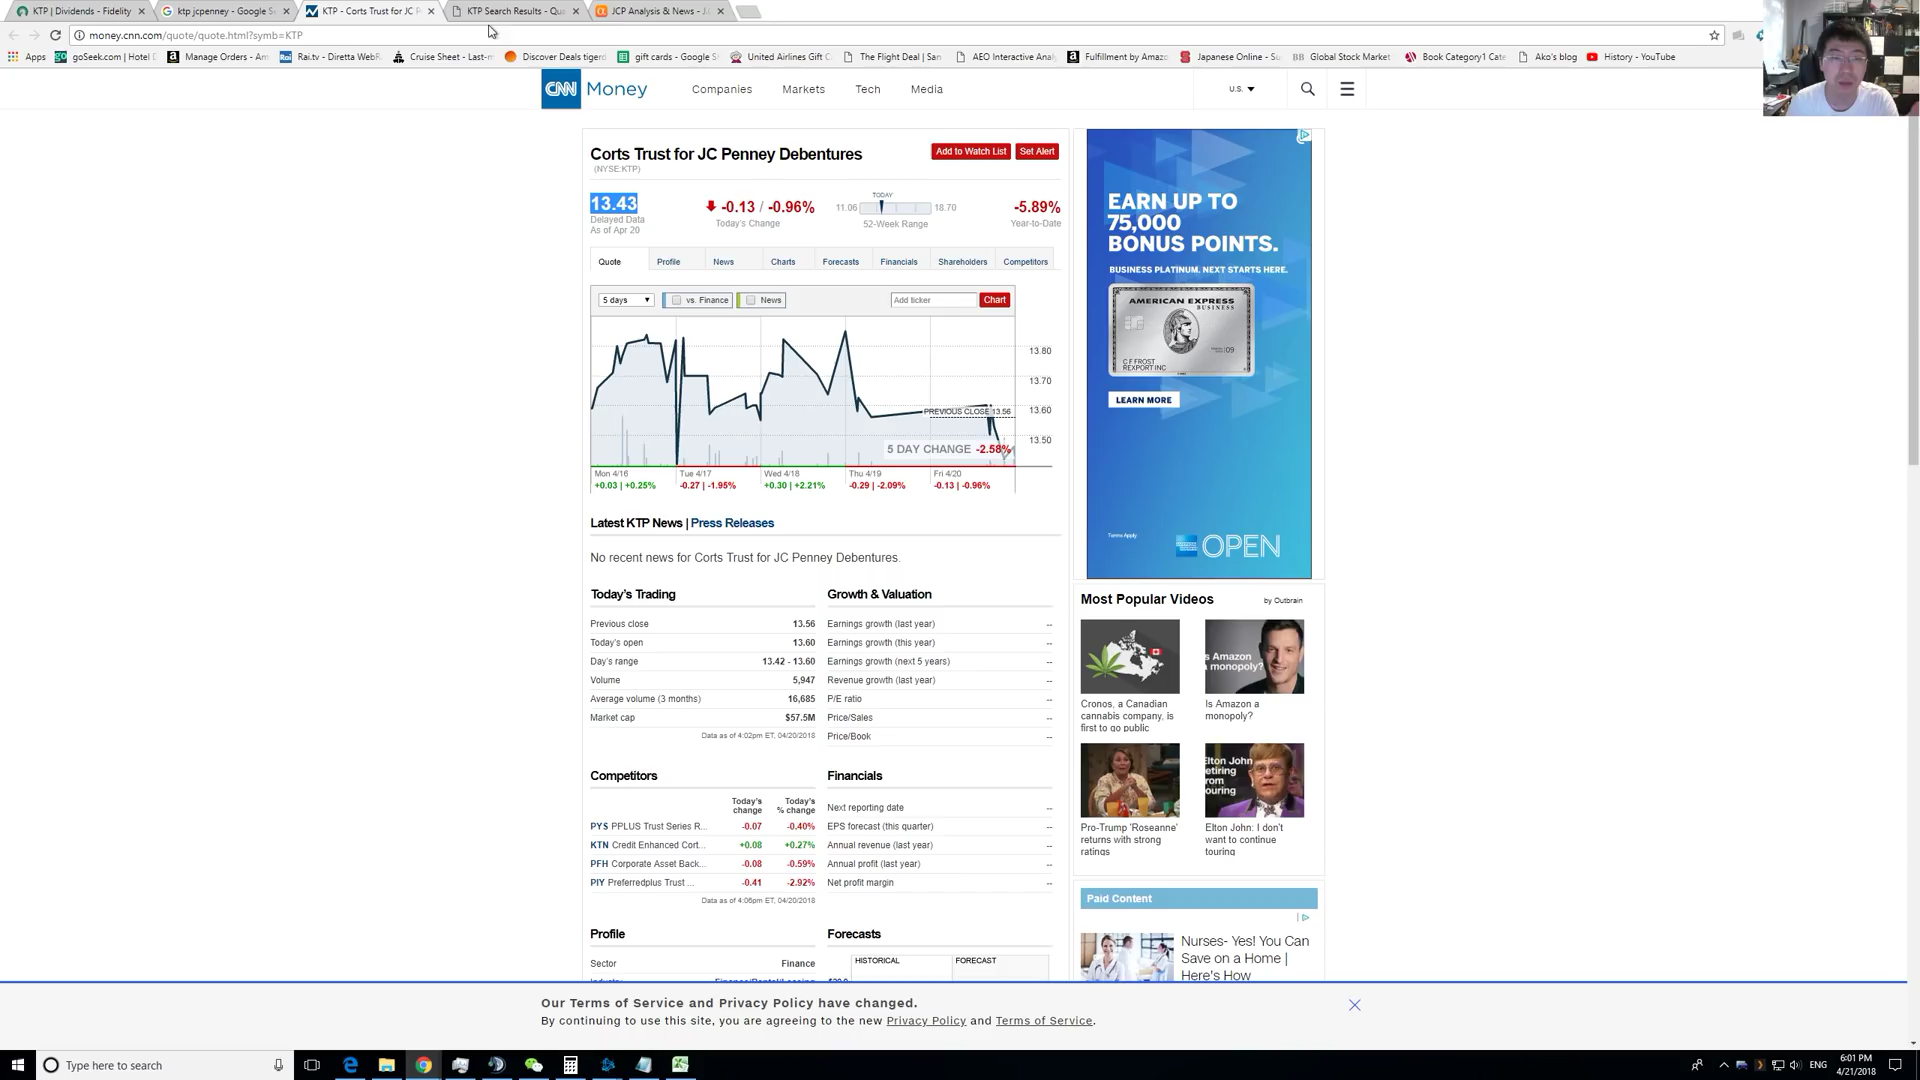 KTP | Dividends - Fidelity
ktp jcpenney - Google S
KTP - Corts Trust for JC P
KTP Search Results - Qu
JCP Analysis & News - J.
money.cnn.com/quote/quote.html?symb=KTP
Apps
goSeek.com | Hotel
Manage Orders - Am
Rai.tv - Diretta WebR
Cruise Sheet - Last-m
Discover Deals tigerd
gift cards - Google S
United Airlines Gift C
The Flight Deal | San
AEO Interactive Anal
Fulfillment by Amazo
Japanese Online - Su
BB Global Stock Market
Book Category1 Cate
Ako's blog
History - YouTube
CNN Money
Companies
Markets
Tech
Media
U.S.
Corts Trust for JC Penney Debentures
(NYSE:KTP)
Add to Watch List
Set Alert
13.43
Delayed Data
As of Apr 20
-0.13 / -0.96%
Today's Change
TODAY
11.06
18.70
52-Week Range
-5.89%
Year-to-Date
Quote
Profile
News
Charts
Forecasts
Financials
Shareholders
Competitors
5 days
vs. Finance
News
Add ticker
Chart
13.80
13.70
13.60
13.50
PREVIOUS CLOSE 13.56
5 DAY CHANGE -2.58%
Mon 4/16
+0.03 | +0.25%
Tue 4/17
-0.27 | -1.95%
Wed 4/18
+0.30 | +2.21%
Thu 4/19
-0.29 | -2.09%
Fri 4/20
-0.13 | -0.96%
Latest KTP News | Press Releases
No recent news for Corts Trust for JC Penney Debentures.
Today's Trading
Previous close 13.56
Today's open 13.60
Day's range 13.42 - 13.60
Volume 5,947
Average volume (3 months) 16,685
Market cap $57.5M
Data as of 4:02pm ET, 04/20/2018
Growth & Valuation
Earnings growth (last year) --
Earnings growth (this year) --
Earnings growth (next 5 years) --
Revenue growth (last year) --
P/E ratio --
Price/Sales --
Price/Book --
Competitors
Today's change
Today's % change
PYS PPLUS Trust Series R... -0.07 -0.40%
KTN Credit Enhanced Cort... +0.08 +0.27%
PFH Corporate Asset Back... -0.08 -0.59%
PIY Preferredplus Trust ... -0.41 -2.92%
Data as of 4:06pm ET, 04/20/2018
Financials
Next reporting date --
EPS forecast (this quarter) --
Annual revenue (last year) --
Annual profit (last year) --
Net profit margin --
Profile
Sector Finance
Forecasts
HISTORICAL
FORECAST
EARN UP TO
75,000
BONUS POINTS.
BUSINESS PLATINUM. NEXT STARTS HERE.
AMERICAN EXPRESS
BUSINESS
C F FROST
REXPORT INC
LEARN MORE
Terms Apply
OPEN
Most Popular Videos
by Outbrain
Cronos, a Canadian
cannabis company, is
first to go public
s Amazon
a monopoly?
Is Amazon a
monopoly?
Pro-Trump 'Roseanne'
returns with strong
ratings
Elton John:
etiring
from
ouring
Elton John: I don't
want to continue
touring
Paid Content
Nurses- Yes! You Can
Save on a Home |
Here's How
Our Terms of Service and Privacy Policy have changed.
By continuing to use this site, you are agreeing to the new Privacy Policy and Terms of Service.
Type here to search
ENG
6:01 PM
4/21/2018